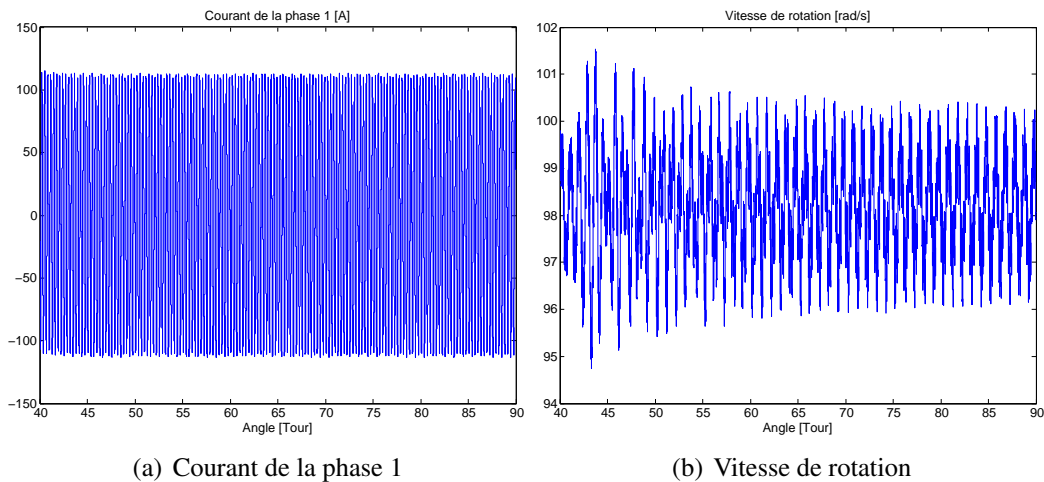 Courant de la phase 1 [A]
150
100
50
0
−50
−100
−150
40 45 50 55 60 65 70 75 80 85 90
Angle [Tour]
(a) Courant de la phase 1
Vitesse de rotation [rad/s]
102
101
100
99
98
97
96
95
94
40 45 50 55 60 65 70 75 80 85 90
Angle [Tour]
(b) Vitesse de rotation